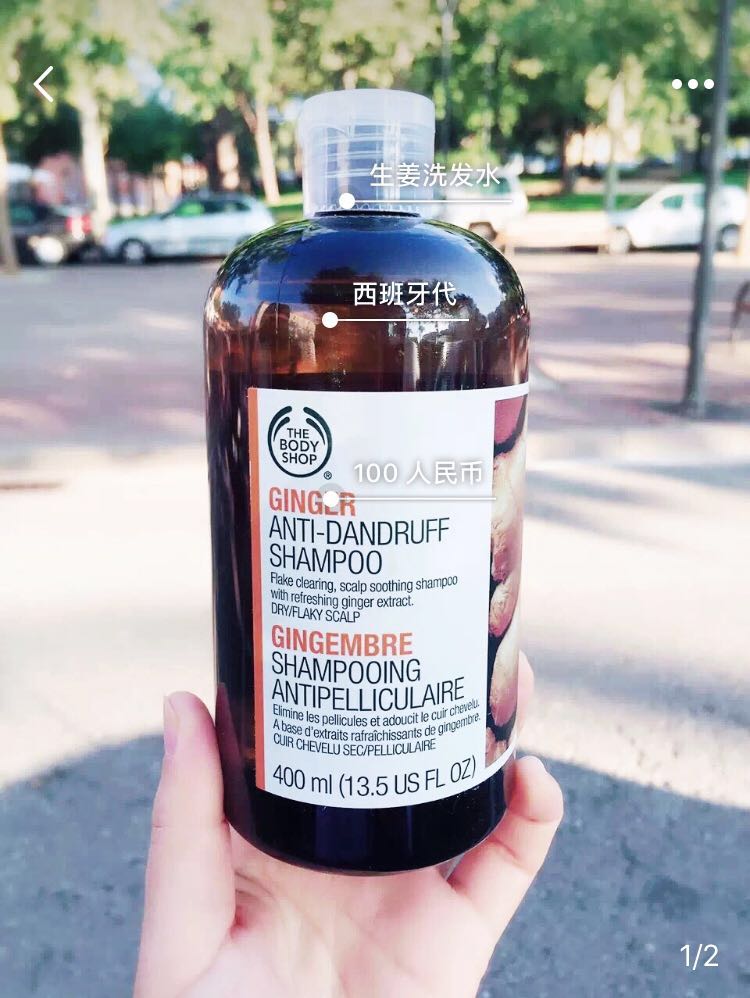 生姜洗发水
西班牙代
THE
BODY
SHOP
®
100 人民币
GINGER
ANTI-DANDRUFF
SHAMPOO
Flake clearing, scalp soothing shampoo
with refreshing ginger extract.
DRY/FLAKY SCALP
GINGEMBRE
SHAMPOOING
ANTIPELLICULAIRE
Elimine les pellicules et adoucit le cuir chevelu.
A base d'extraits rafraîchissants de gingembre.
CUIR CHEVELU SEC/PELLICULAIRE
400 ml (13.5 US FL OZ)
1/2